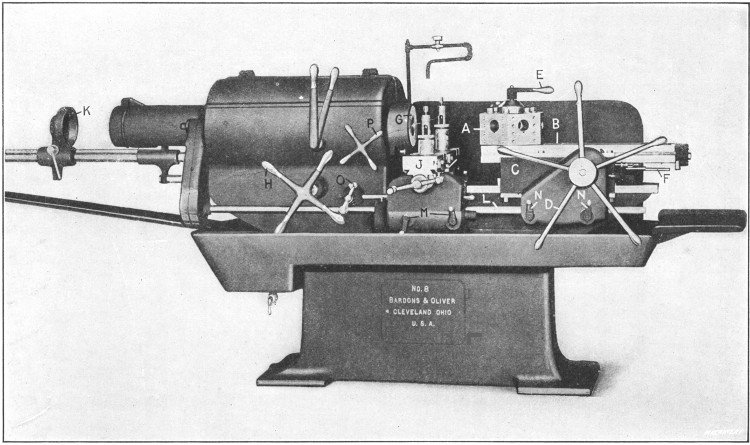 K
G
P
A
B
E
J
I
C
F
H
O
L
N
D
N
M
NO. 8
BARDONS & OLIVER
CLEVELAND OHIO
U. S. A.